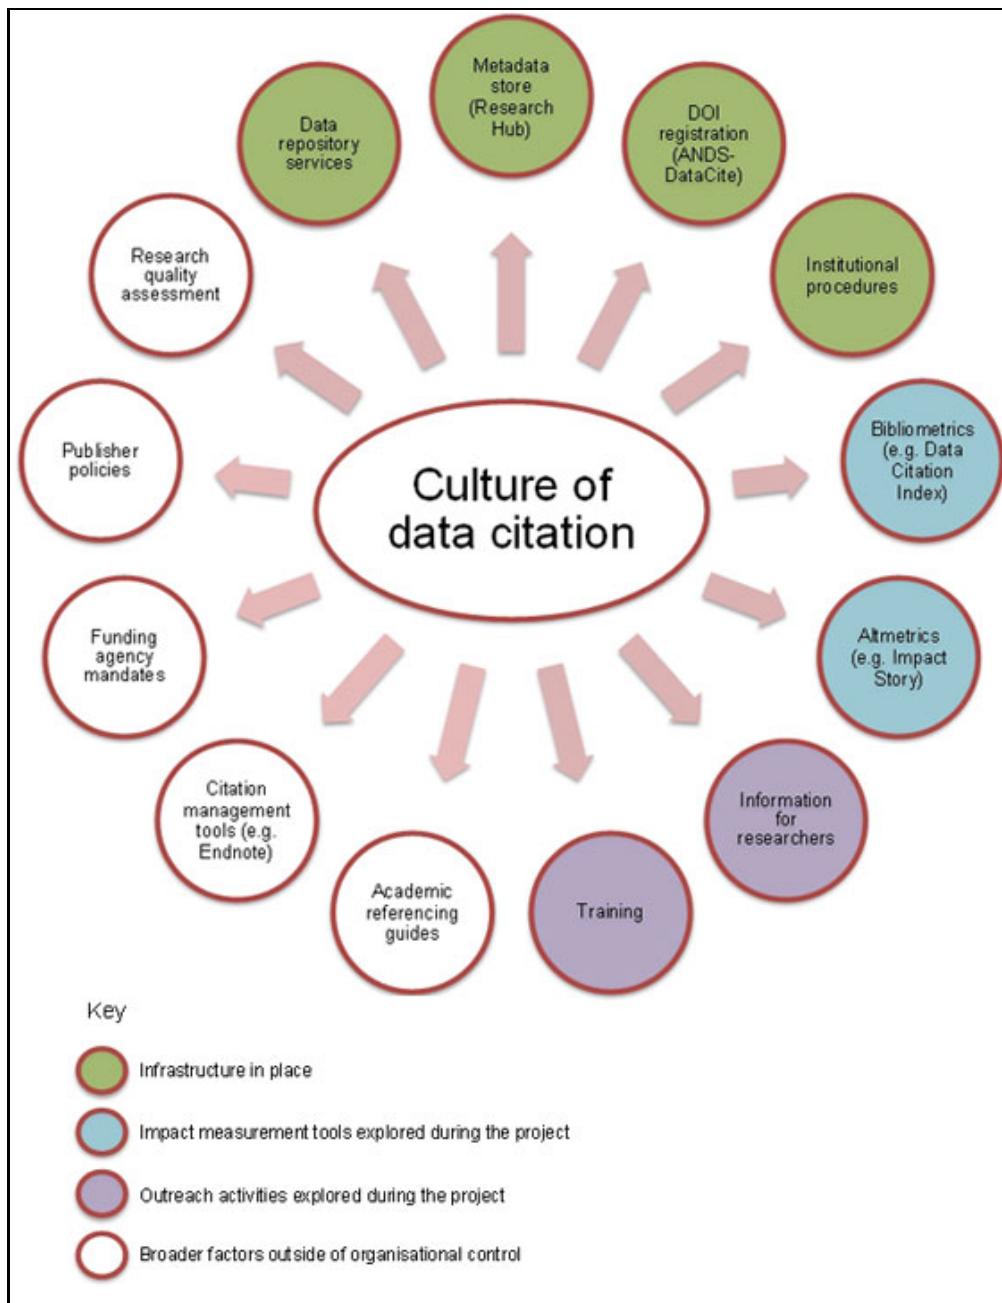 Metadata
store
(Research
Hub)
DOI
registration
(ANDS-
DataCite)
Data
repository
services
Institutional
procedures
Research
quality
assessment
Bibliometrics
(e.g. Data
Citation
Index)
Publisher
policies
Culture of
data citation
Altmetrics
(e.g. Impact
Story)
Funding
agency
mandates
Information
for
researchers
Citation
management
tools (e.g.
Endnote)
Training
Academic
referencing
guides
Key
Infrastructure in place
Impact measurement tools explored during the project
Outreach activities explored during the project
Broader factors outside of organisational control